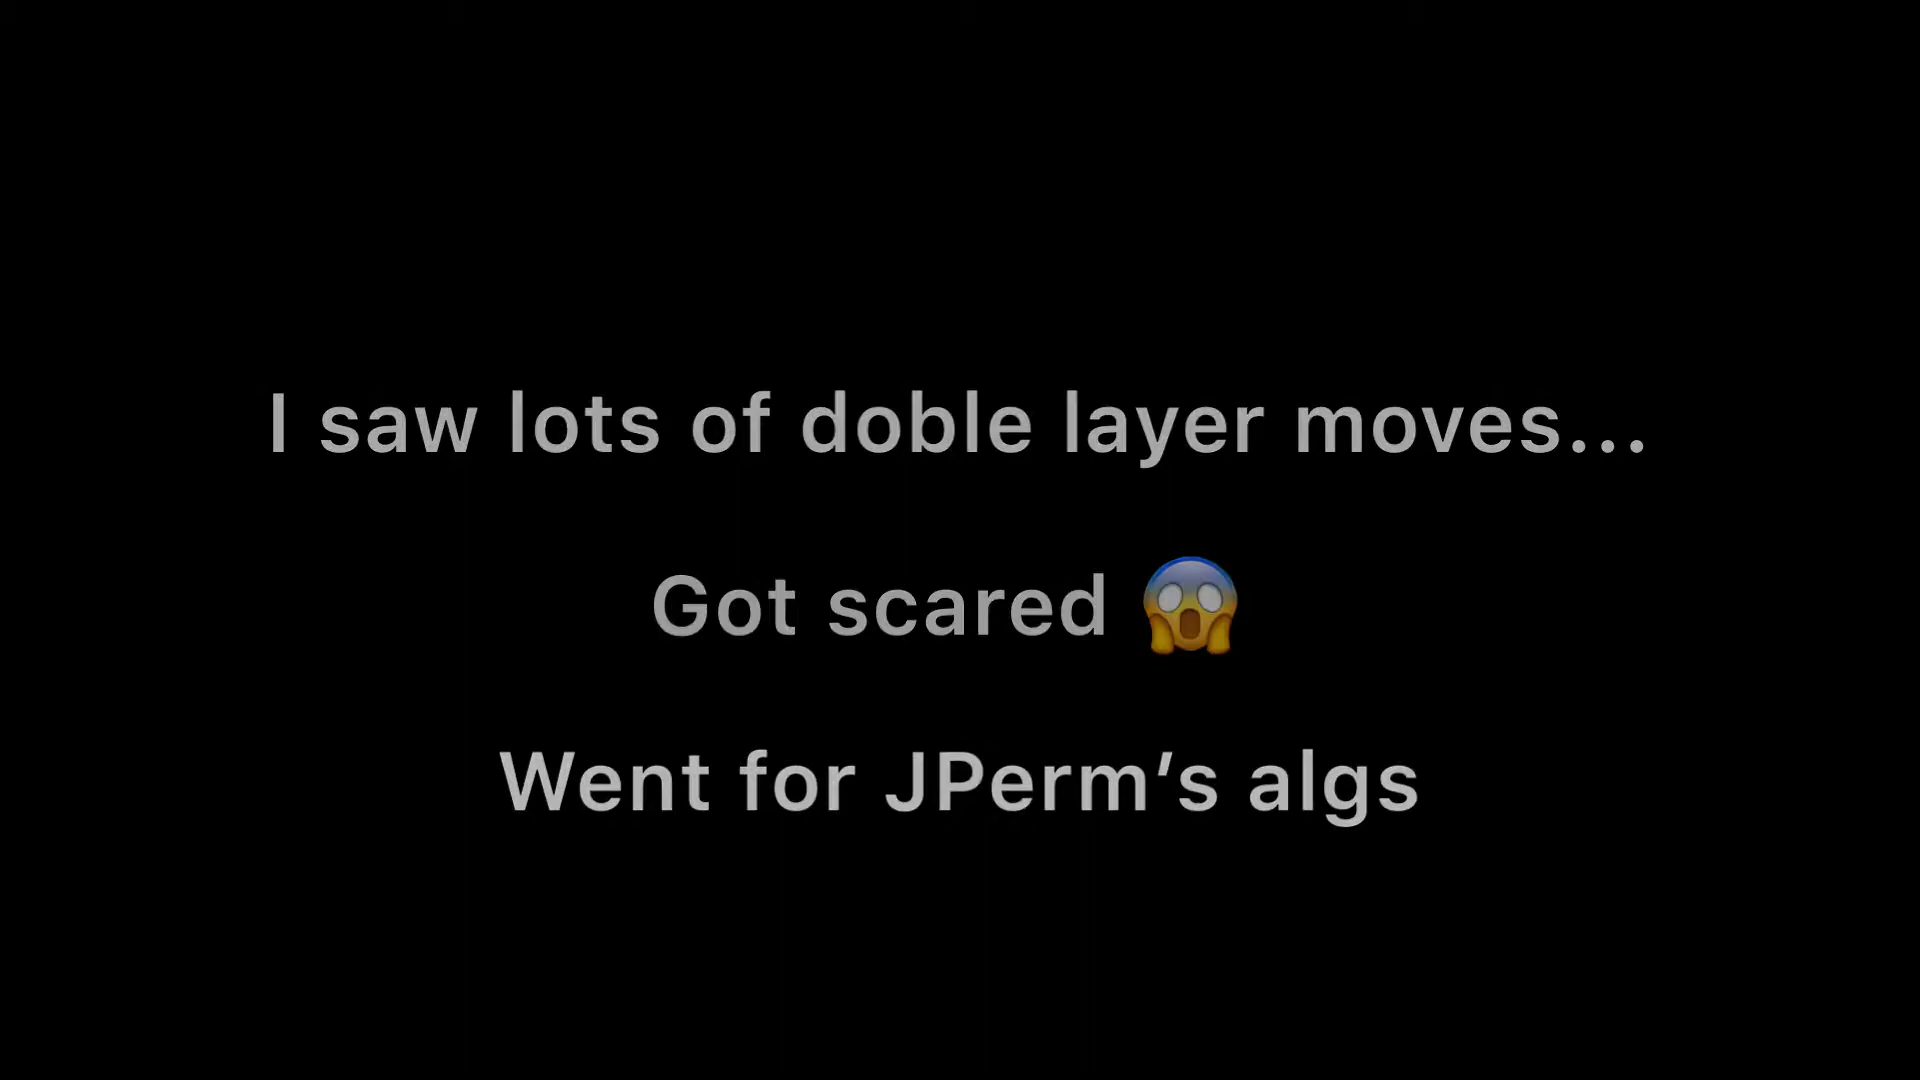 I saw lots of doble layer moves...
Got scared 😱
Went for JPerm’s algs